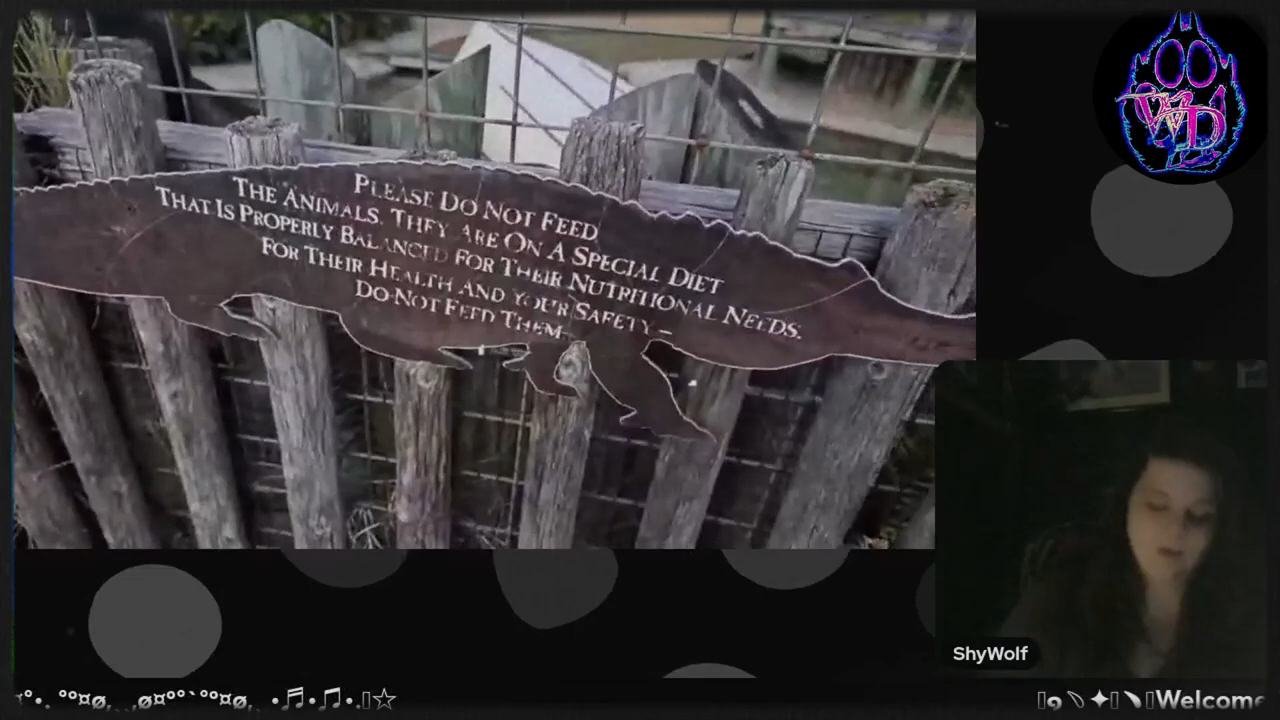 PLEASE DO NOT FEED
THE ANIMALS. THEY ARE ON A SPECIAL DIET
THAT IS PROPERLY BALANCED FOR THEIR NUTRITIONAL NEEDS.
FOR THEIR HEALTH AND YOUR SAFETY –
DO NOT FEED THEM
WD
ShyWolf
Welcome